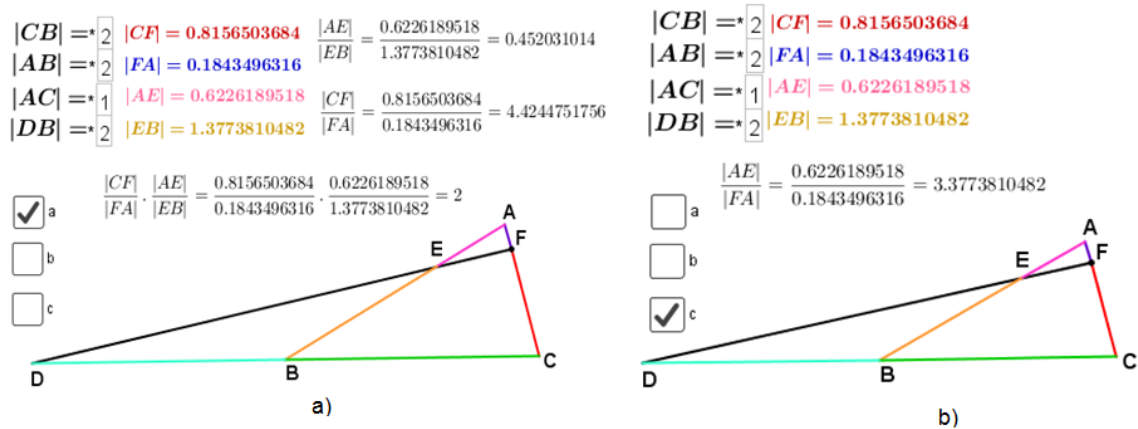 |CB| =* 2 |CF| = 0.8156503684 |AE| / |EB| = 0.6226189518 / 1.3773810482 = 0.452031014
|AB| =* 2 |FA| = 0.1843496316
|AC| =* 1 |AE| = 0.6226189518 |CF| / |FA| = 0.8156503684 / 0.1843496316 = 4.4244751756
|DB| =* 2 |EB| = 1.3773810482
|CF| / |FA| · |AE| / |EB| = 0.8156503684 / 0.1843496316 · 0.6226189518 / 1.3773810482 = 2
a
b
c
A
F
E
D
B
C
a)
|CB| =* 2 |CF| = 0.8156503684
|AB| =* 2 |FA| = 0.1843496316
|AC| =* 1 |AE| = 0.6226189518
|DB| =* 2 |EB| = 1.3773810482
|AE| / |FA| = 0.6226189518 / 0.1843496316 = 3.3773810482
a
b
c
A
F
E
D
B
C
b)